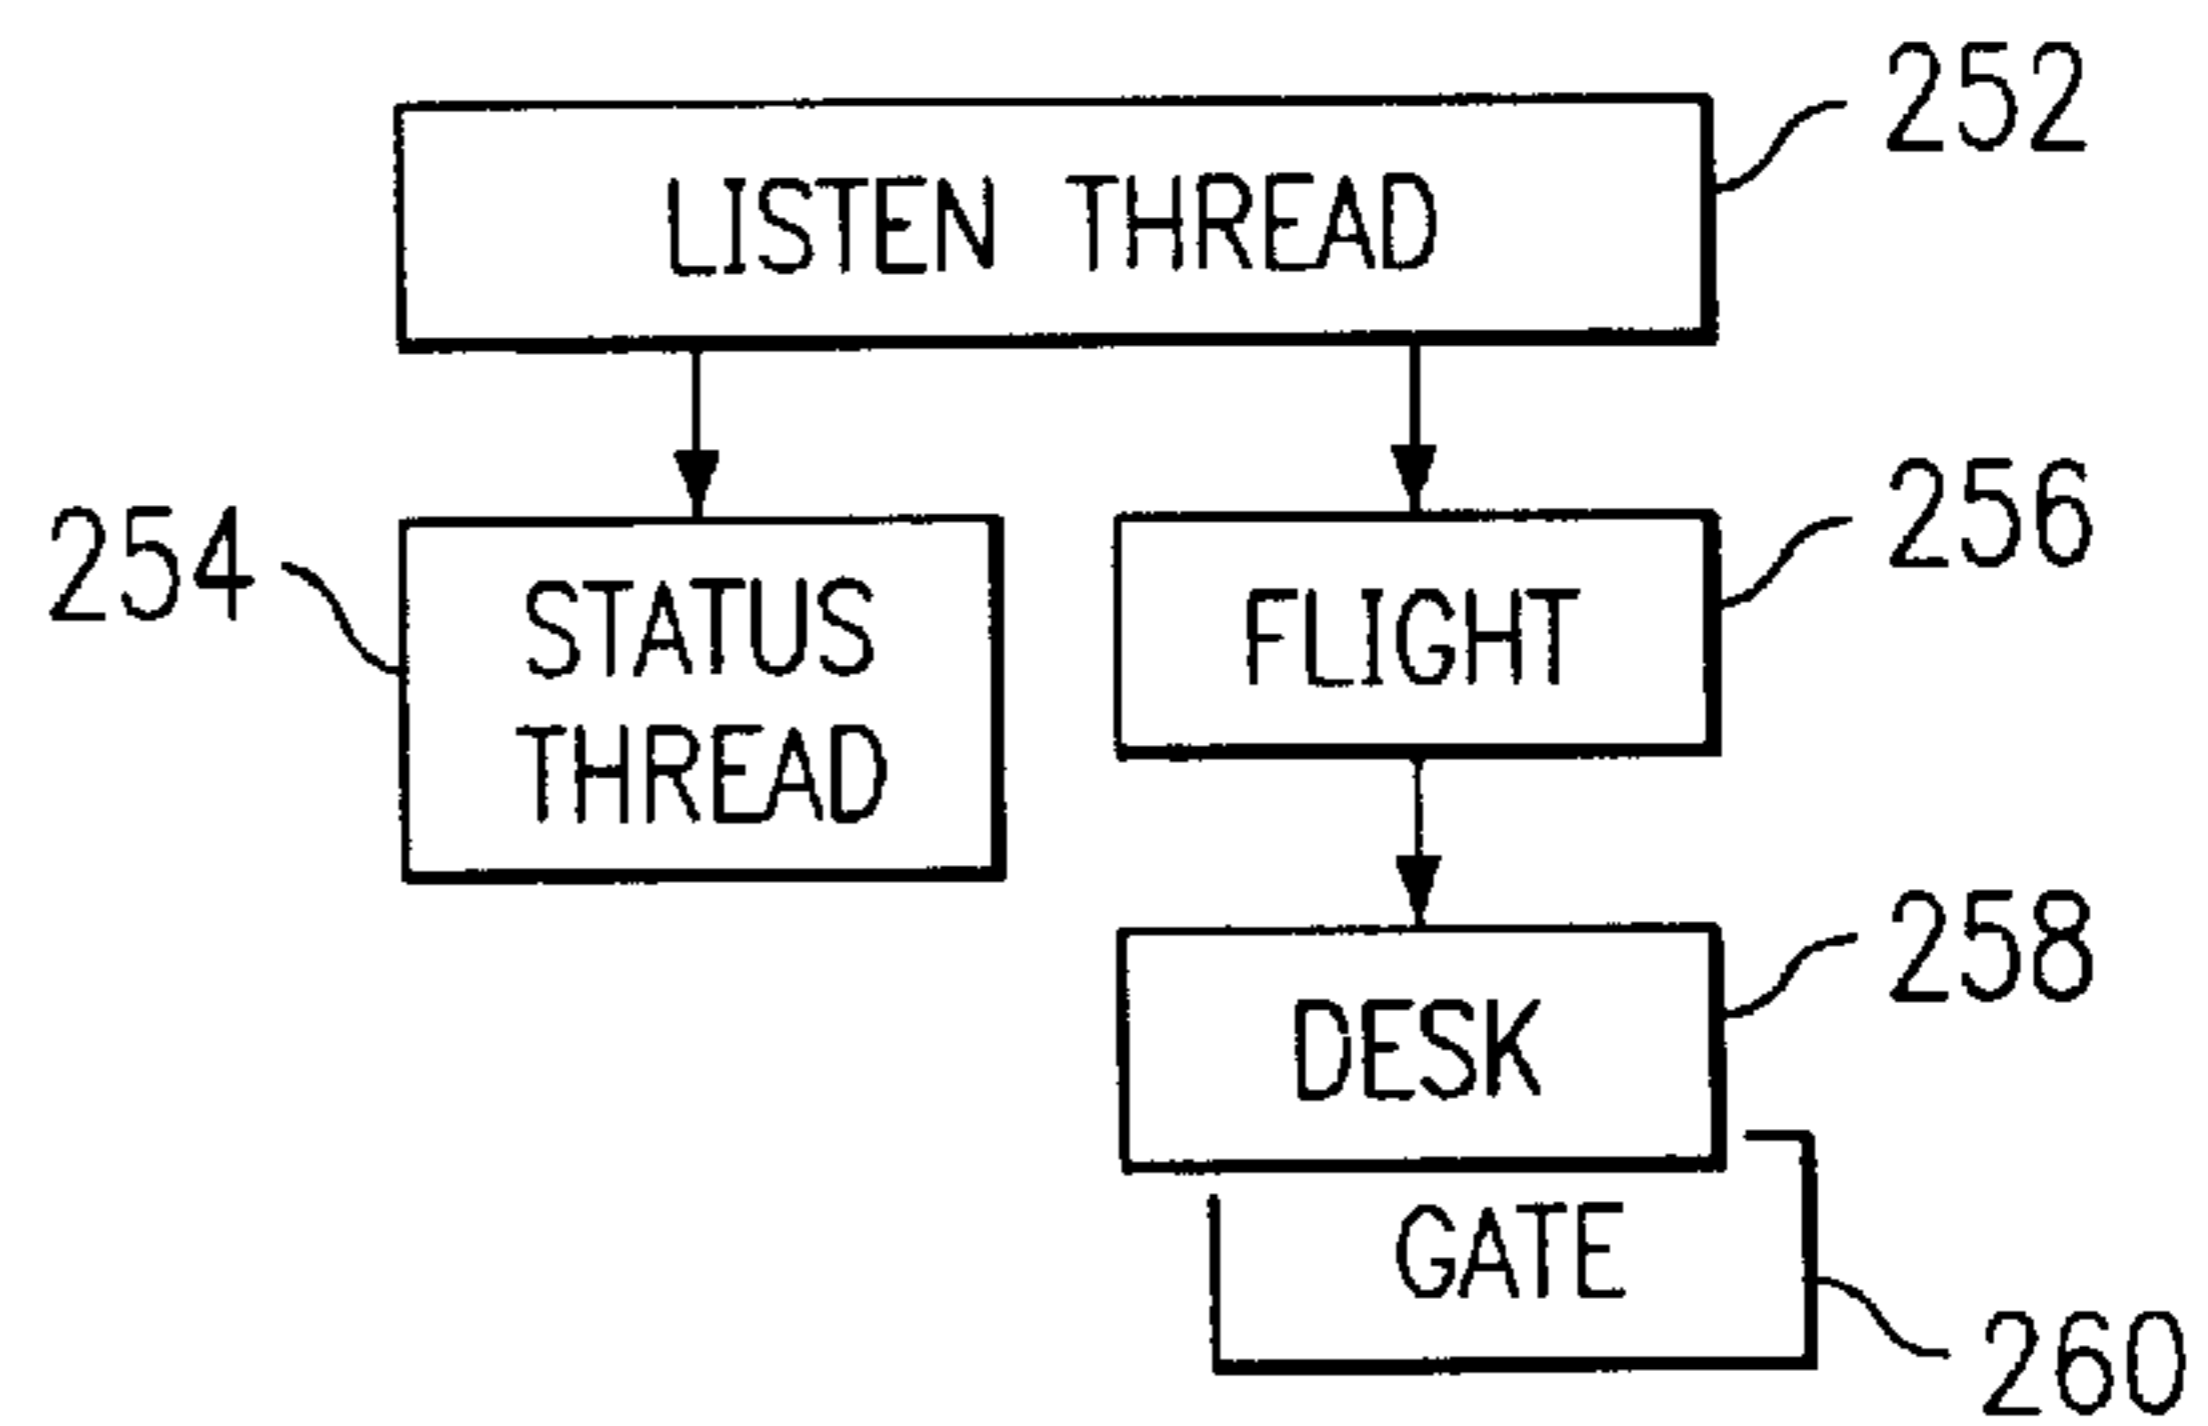 252
LISTEN THREAD
254
STATUS
THREAD
256
FLIGHT
258
DESK
GATE
260